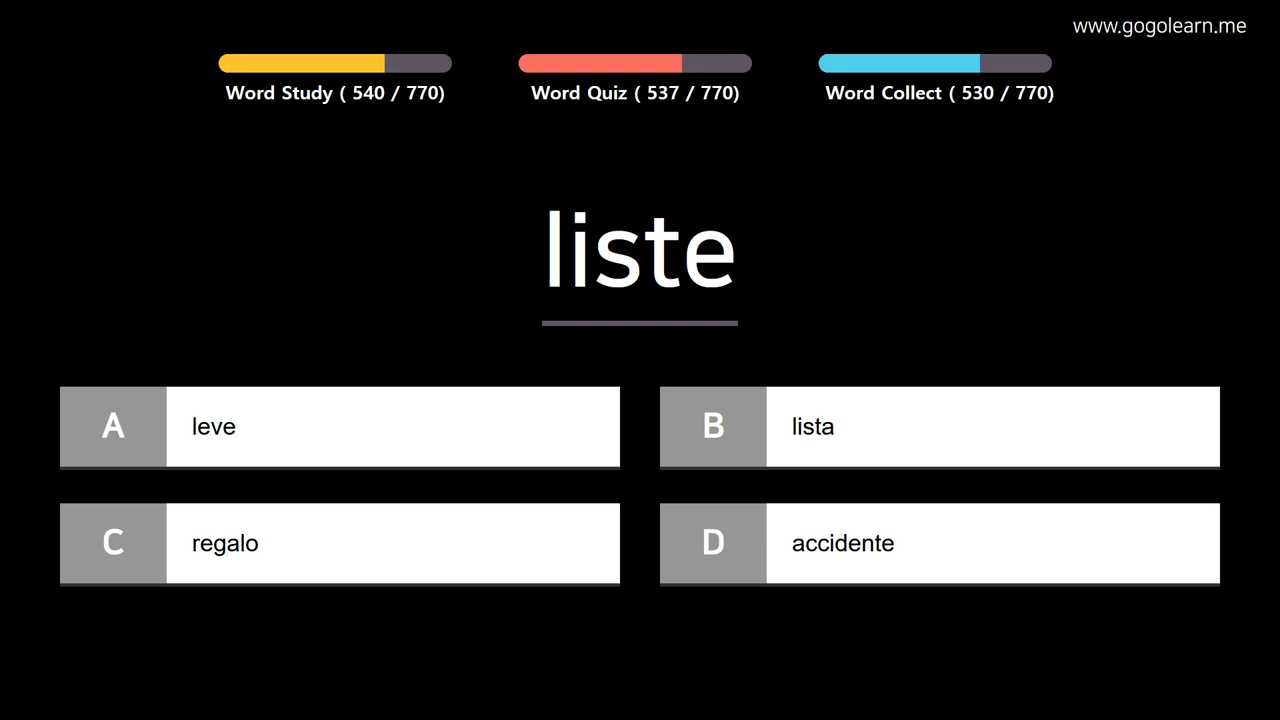 www.gogolearn.me
Word Study ( 540 / 770)
Word Quiz ( 537 / 770)
Word Collect ( 530 / 770)
liste
A leve
B lista
C regalo
D accidente